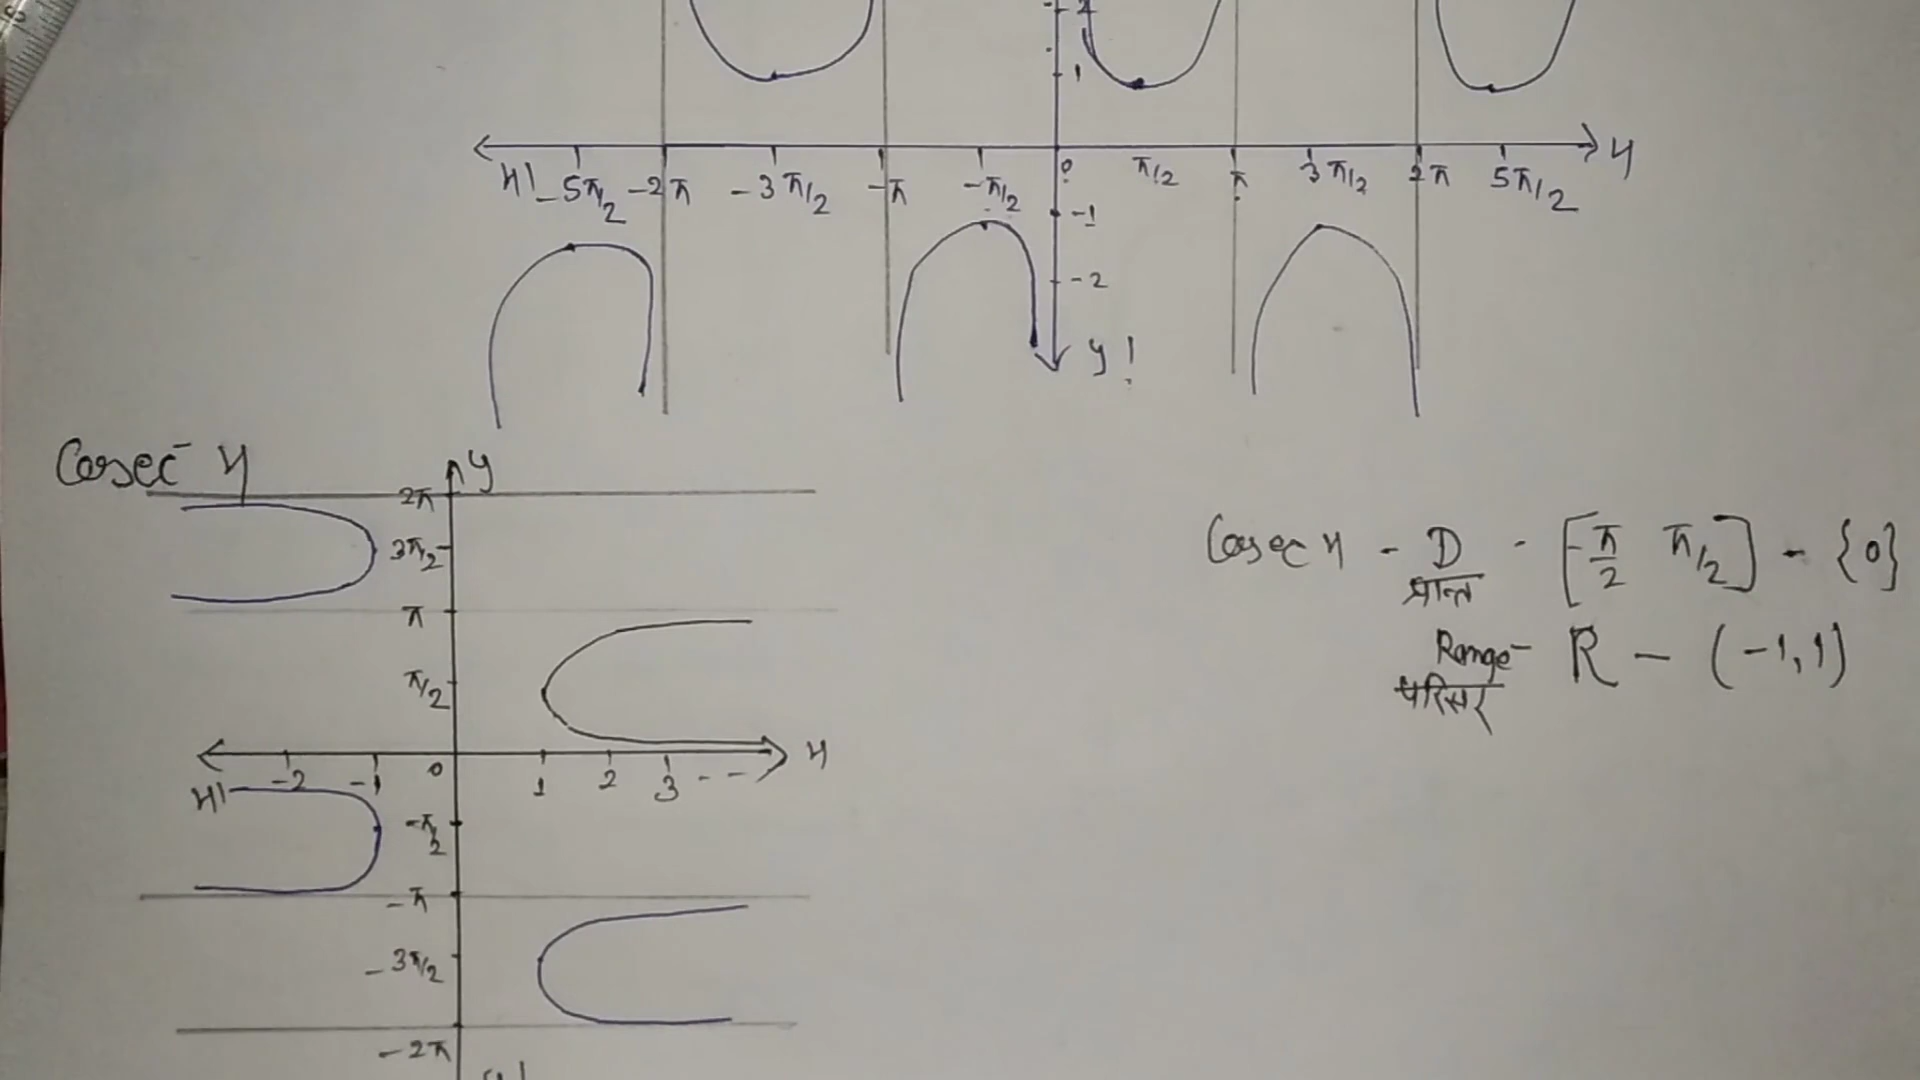 2
1
x' -5π/2 -2π -3π/2 -π -π/2 0 π/2 π 3π/2 2π 5π/2 x
-1
-2
y'
Cosec⁻ x
y
2π
3π/2
π
π/2
x' -2 -1 0 1 2 3 - - x
-π/2
-π
-3π/2
-2π
Cosec x - D - [-π/2 π/2] - {0}
प्रान्त
Range - R - (-1,1)
परिसर